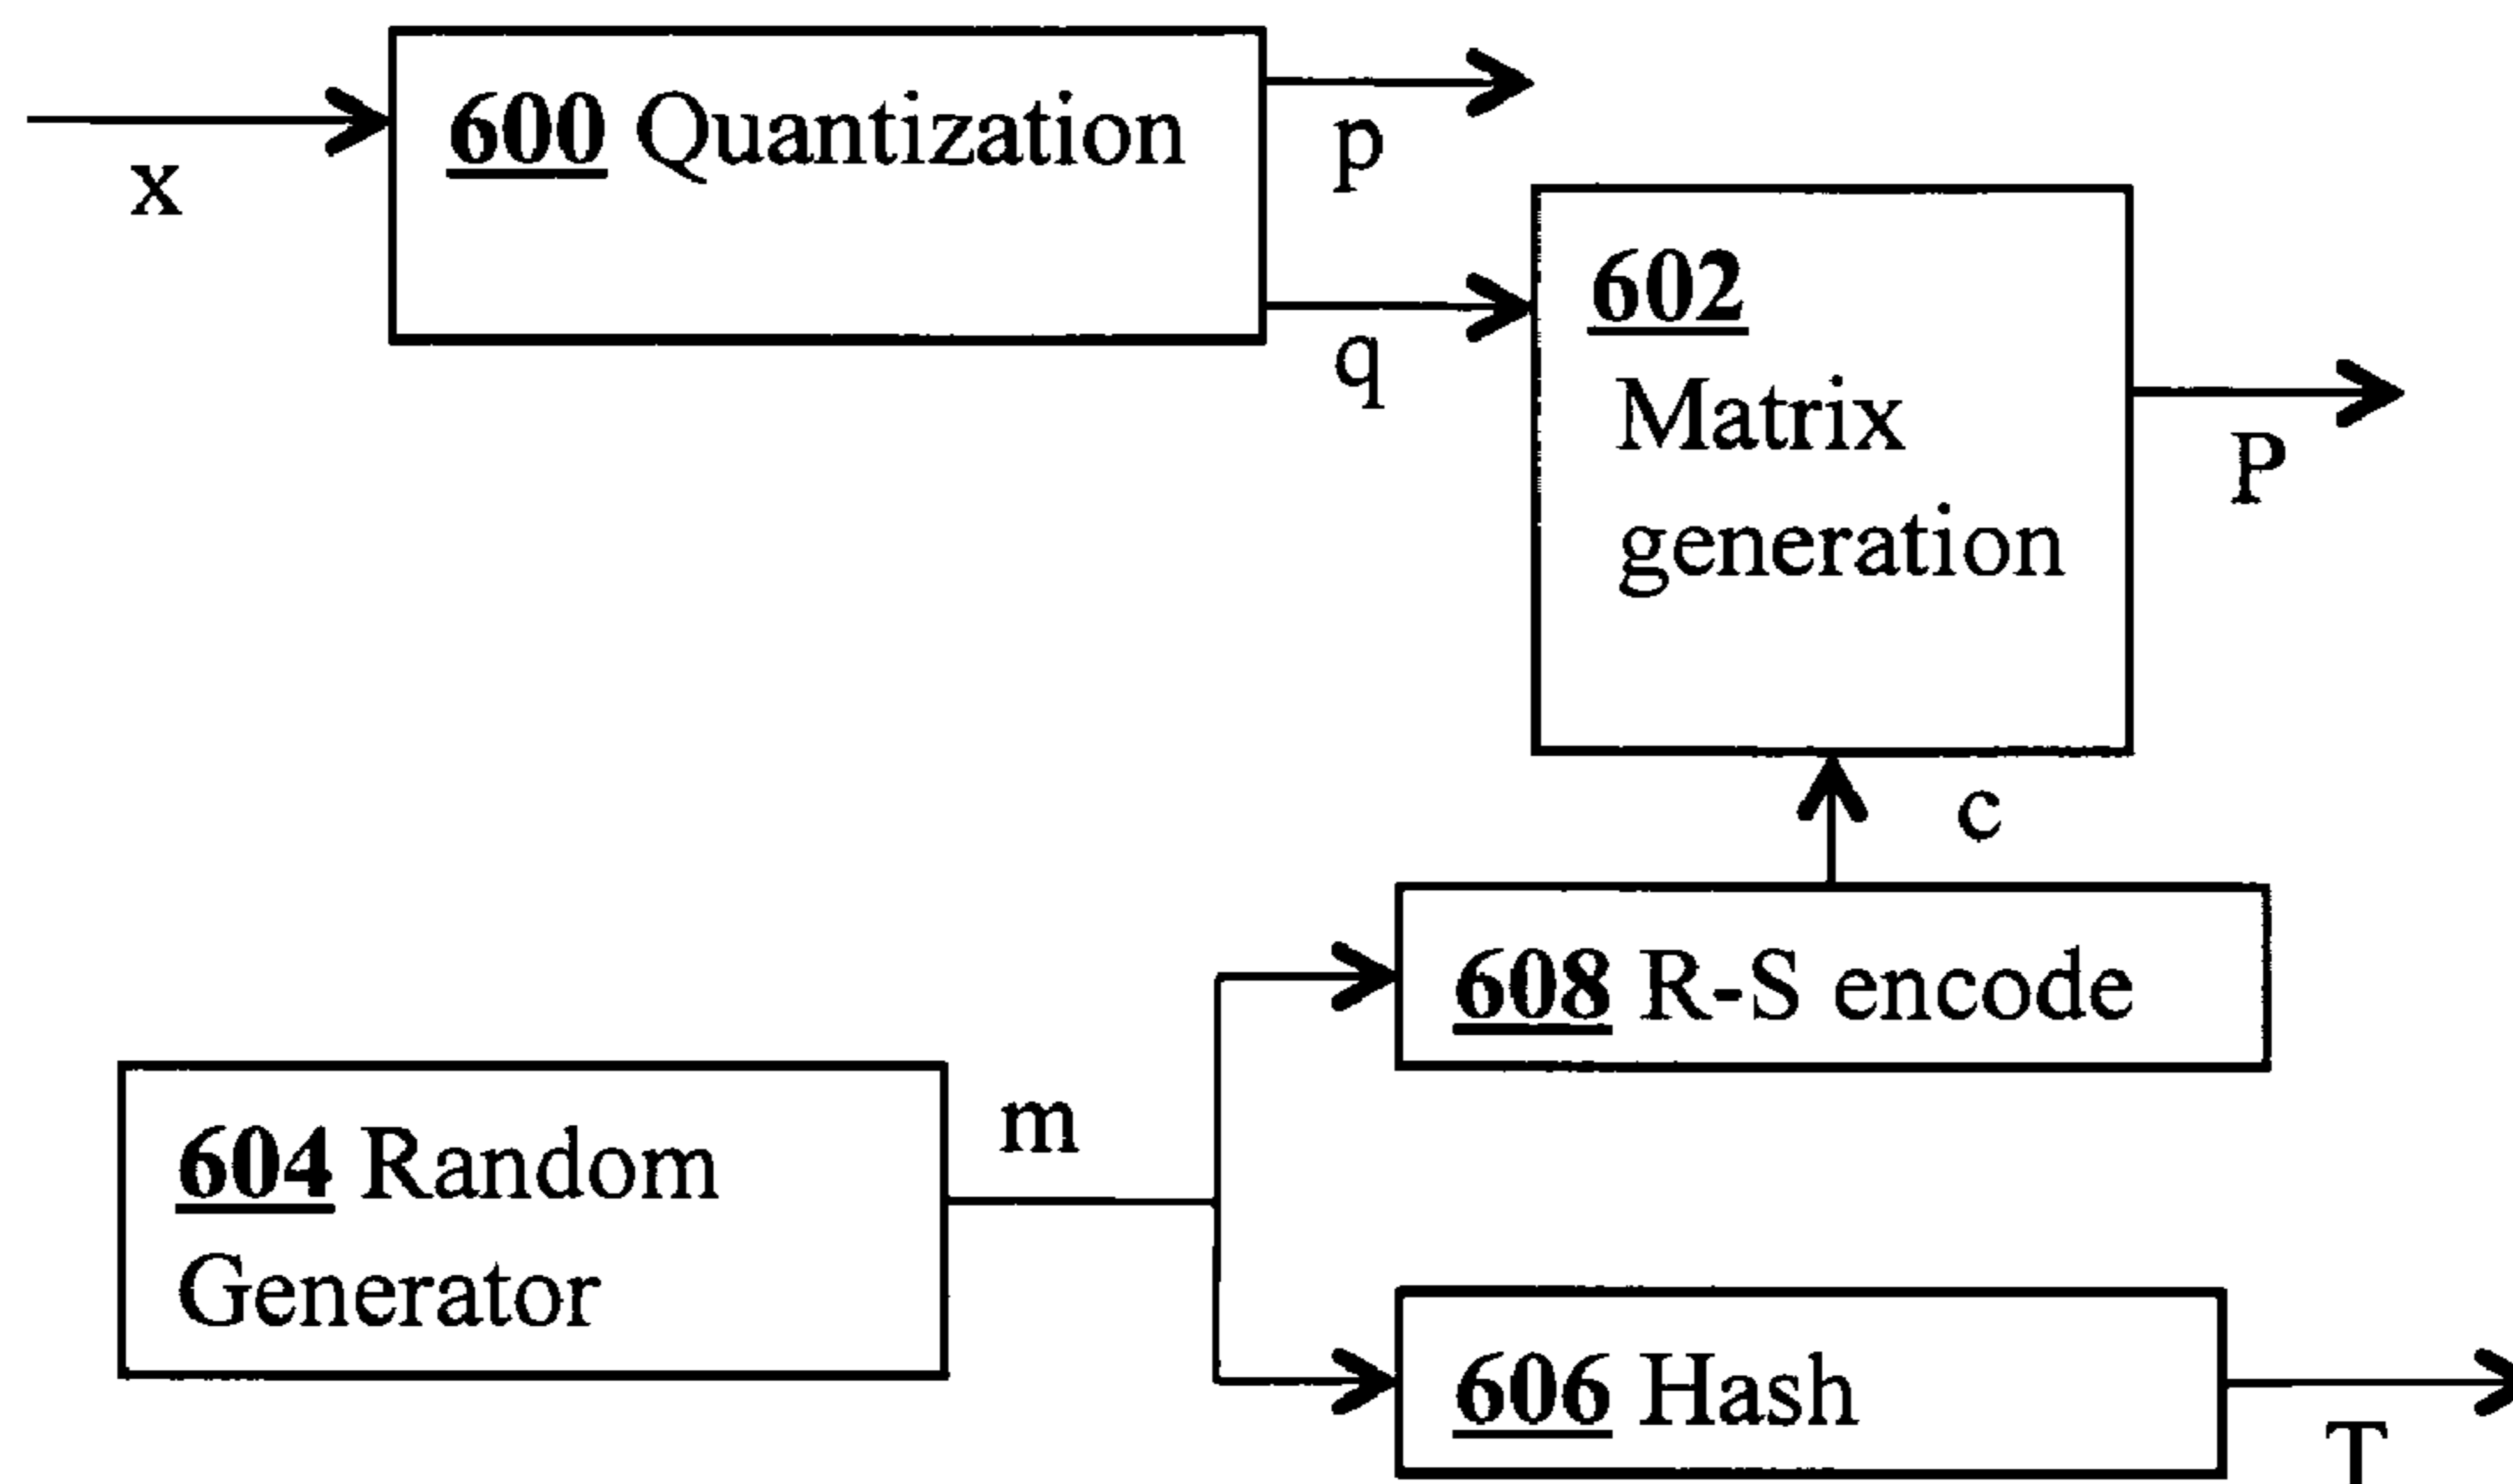 600 Quantization
x
p
q
602
Matrix
generation
P
c
608 R-S encode
m
604 Random
Generator
606 Hash
T